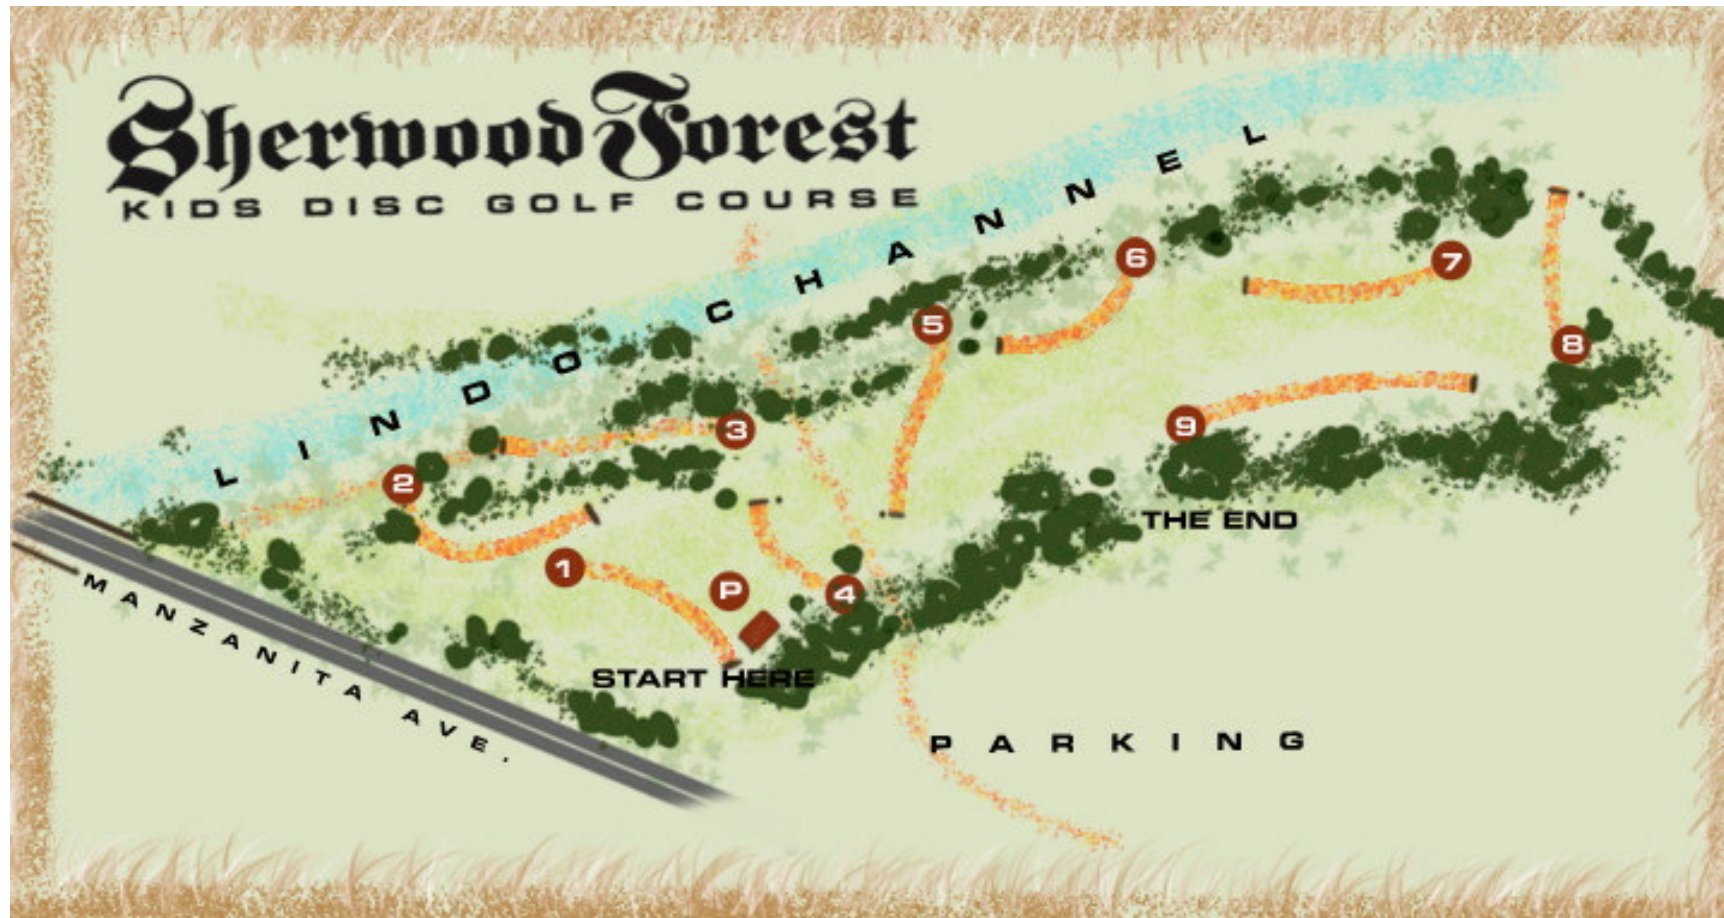 Sherwood Forest
KIDS DISC GOLF COURSE
LINDO CHANNEL
6
7
5
8
3
9
2
THE END
1
P
4
START HERE
MANZANITA AVE.
PARKING